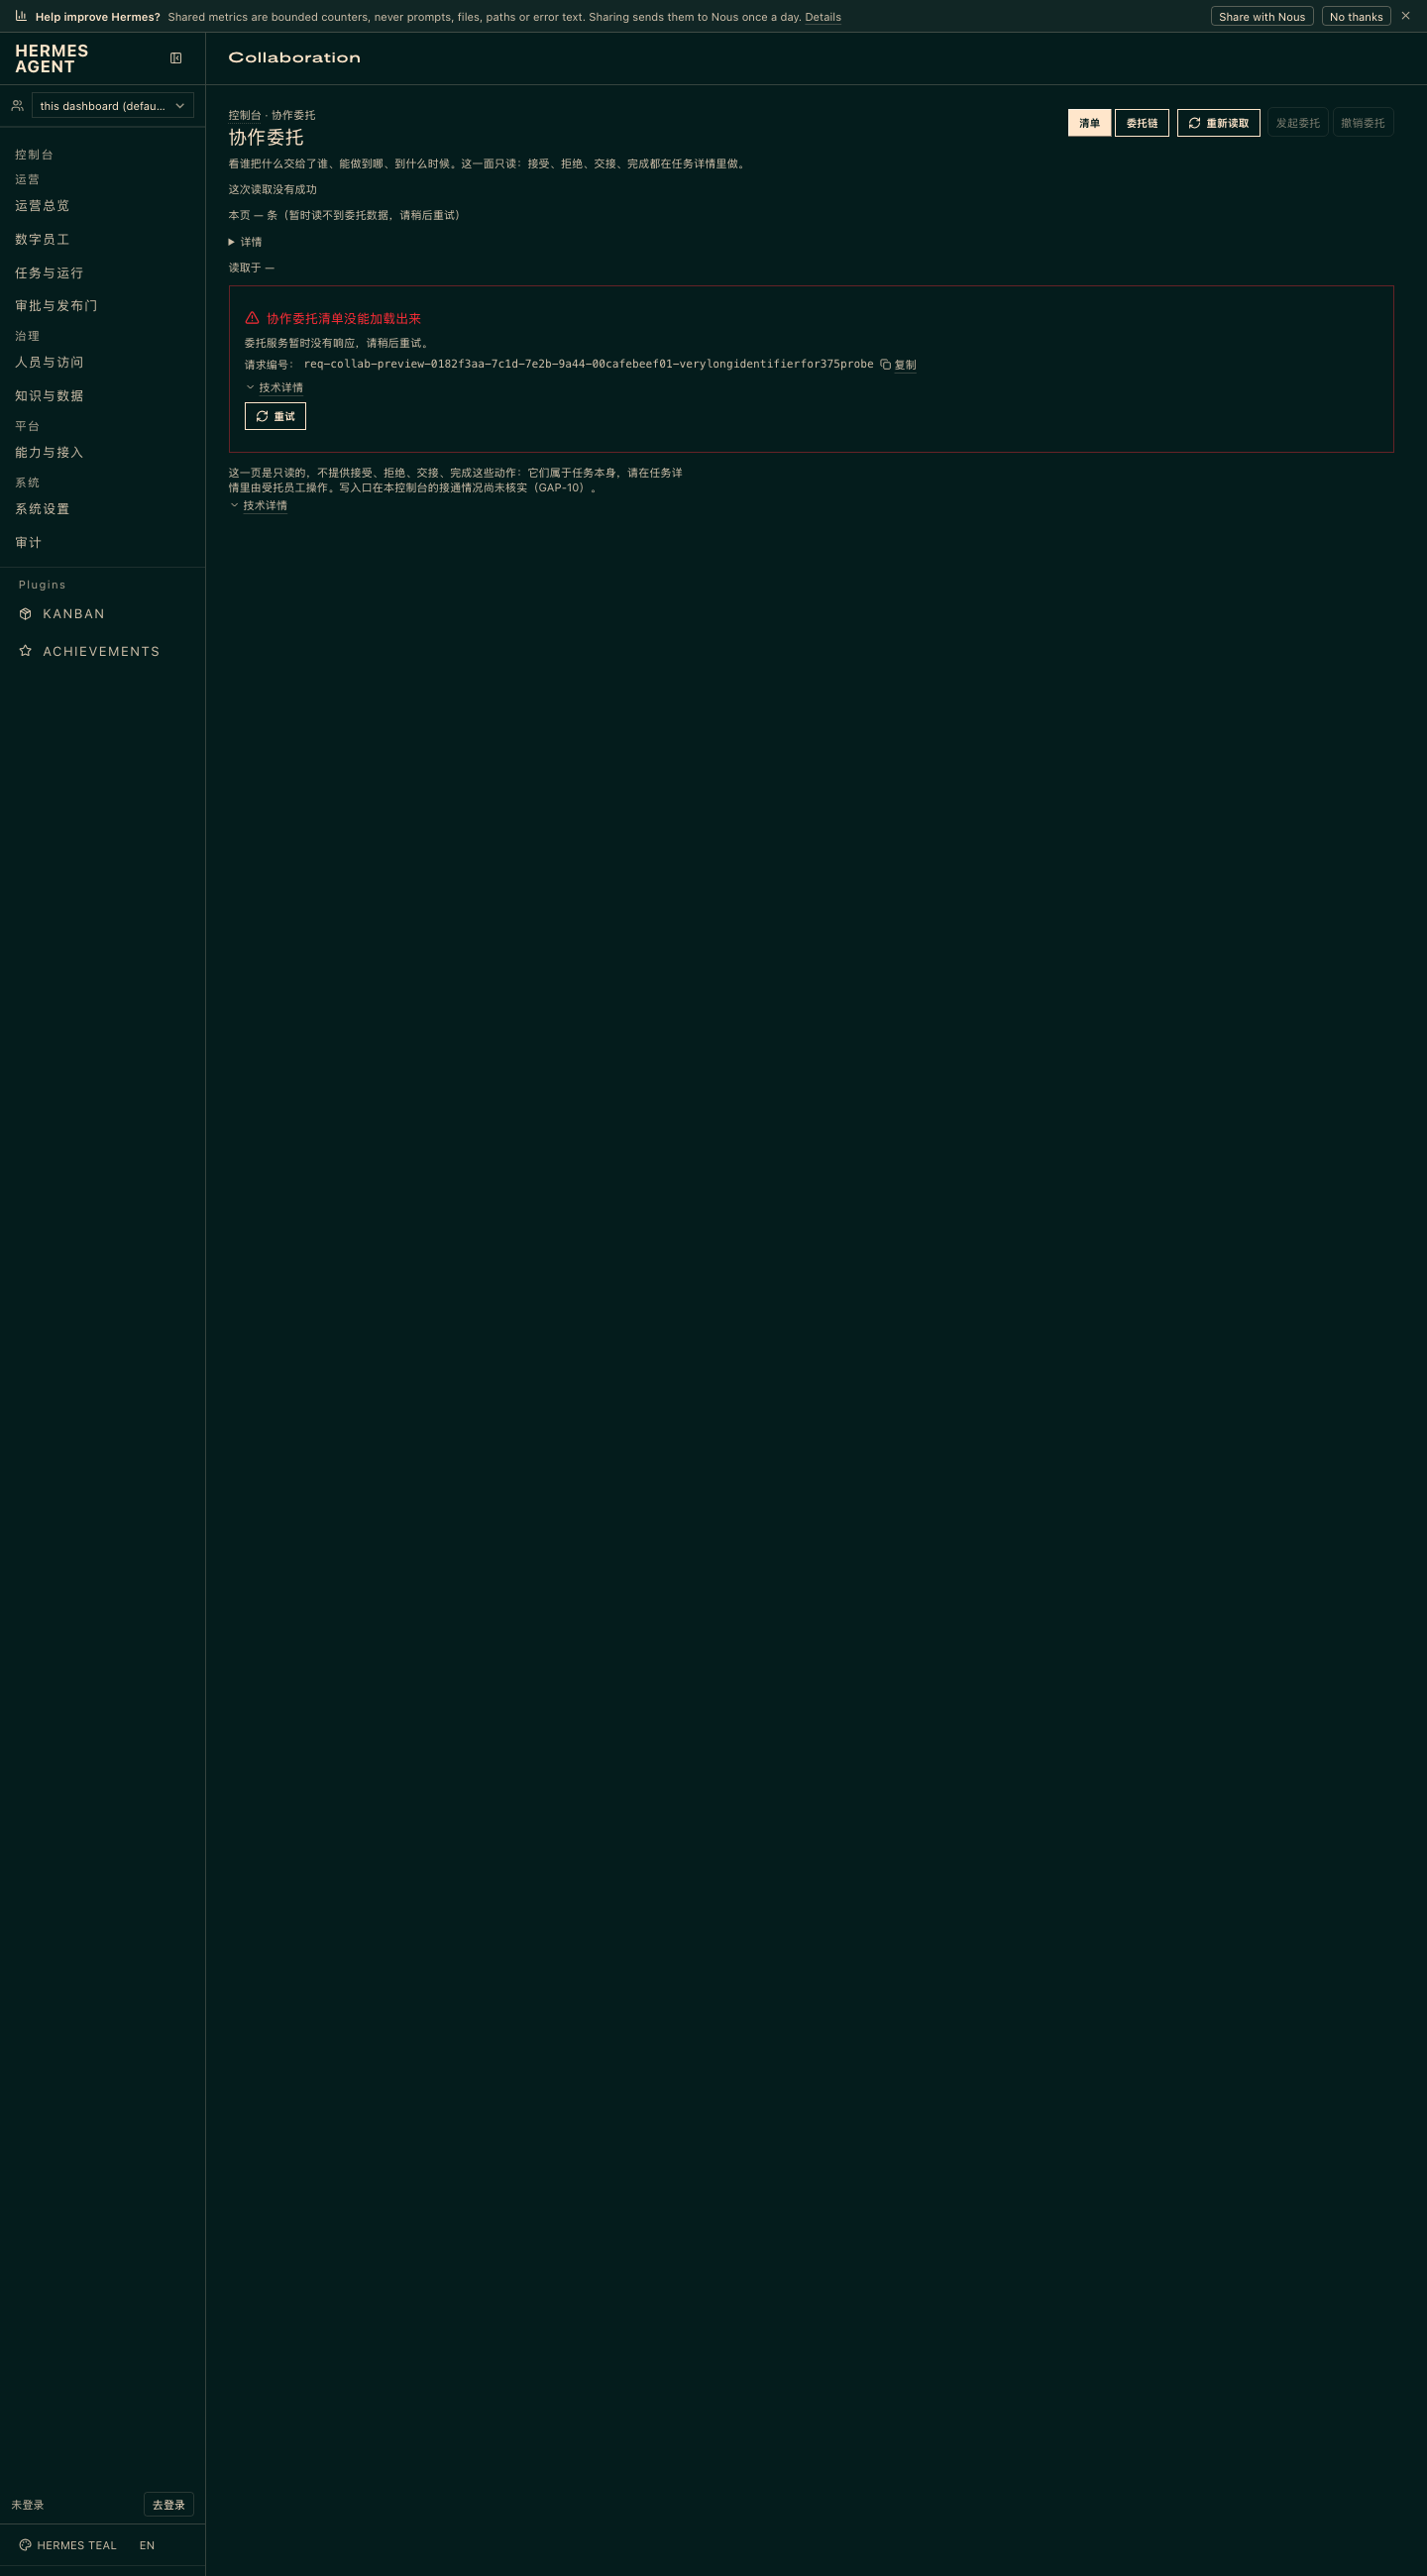 Help improve Hermes? Shared metrics are bounded counters, never prompts, files, paths or error text. Sharing sends them to Nous once a day. Details
Share with Nous
No thanks
HERMES
AGENT
Collaboration
this dashboard (defau...
控制台
运营
运营总览
数字员工
任务与运行
审批与发布门
治理
人员与访问
知识与数据
平台
能力与接入
系统
系统设置
审计
Plugins
KANBAN
ACHIEVEMENTS
未登录
去登录
HERMES TEAL
EN
控制台 · 协作委托
协作委托
清单
委托链
重新读取
发起委托
撤销委托
看谁把什么交给了谁、能做到哪、到什么时候。这一面只读：接受、拒绝、交接、完成都在任务详情里做。
这次读取没有成功
本页 — 条（暂时读不到委托数据，请稍后重试）
详情
读取于 —
协作委托清单没能加载出来
委托服务暂时没有响应，请稍后重试。
请求编号： req-collab-preview-0182f3aa-7c1d-7e2b-9a44-00cafebeef01-verylongidentifierfor375probe 复制
技术详情
重试
这一页是只读的，不提供接受、拒绝、交接、完成这些动作：它们属于任务本身，请在任务详
情里由受托员工操作。写入口在本控制台的接通情况尚未核实（GAP-10）。
技术详情